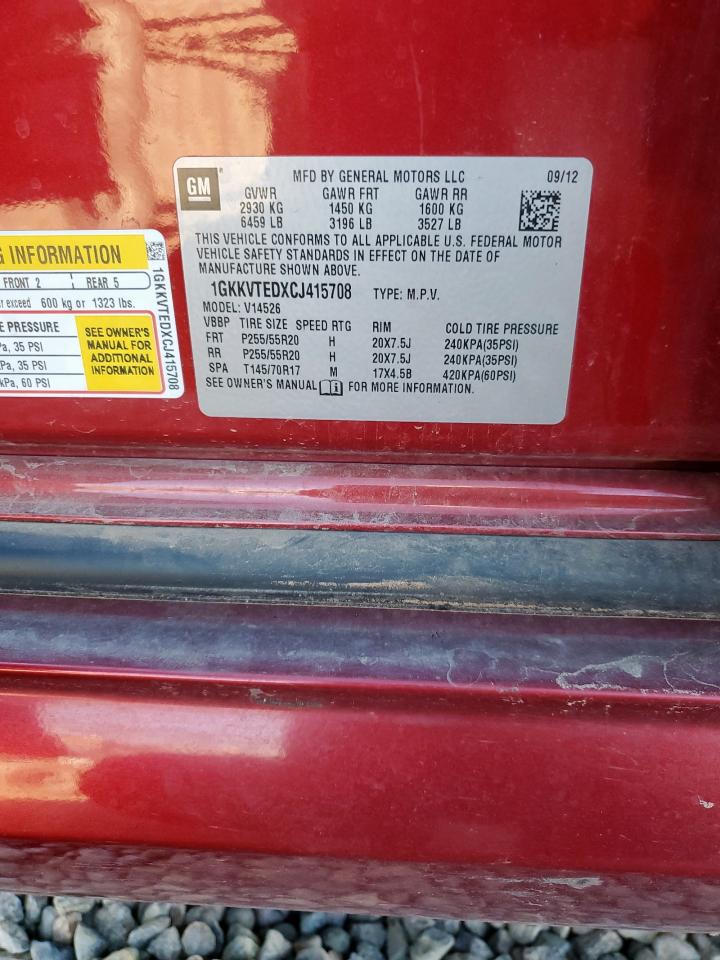 GM
MFD BY GENERAL MOTORS LLC 09/12
GVWR GAWR FRT GAWR RR
2930 KG 1450 KG 1600 KG
6459 LB 3196 LB 3527 LB
THIS VEHICLE CONFORMS TO ALL APPLICABLE U.S. FEDERAL MOTOR
VEHICLE SAFETY STANDARDS IN EFFECT ON THE DATE OF
MANUFACTURE SHOWN ABOVE.
1GKKVTEDXCJ415708 TYPE: M.P.V.
MODEL: V14526
VBBP TIRE SIZE SPEED RTG RIM COLD TIRE PRESSURE
FRT P255/55R20 H 20X7.5J 240KPA(35PSI)
RR P255/55R20 H 20X7.5J 240KPA(35PSI)
SPA T145/70R17 M 17X4.5B 420KPA(60PSI)
SEE OWNER'S MANUAL FOR MORE INFORMATION.
G INFORMATION
FRONT 2 REAR 5
r exceed 600 kg or 1323 lbs.
E PRESSURE
Pa, 35 PSI
Pa, 35 PSI
kPa, 60 PSI
SEE OWNER'S
MANUAL FOR
ADDITIONAL
INFORMATION
1GKKVTEDXCJ415708